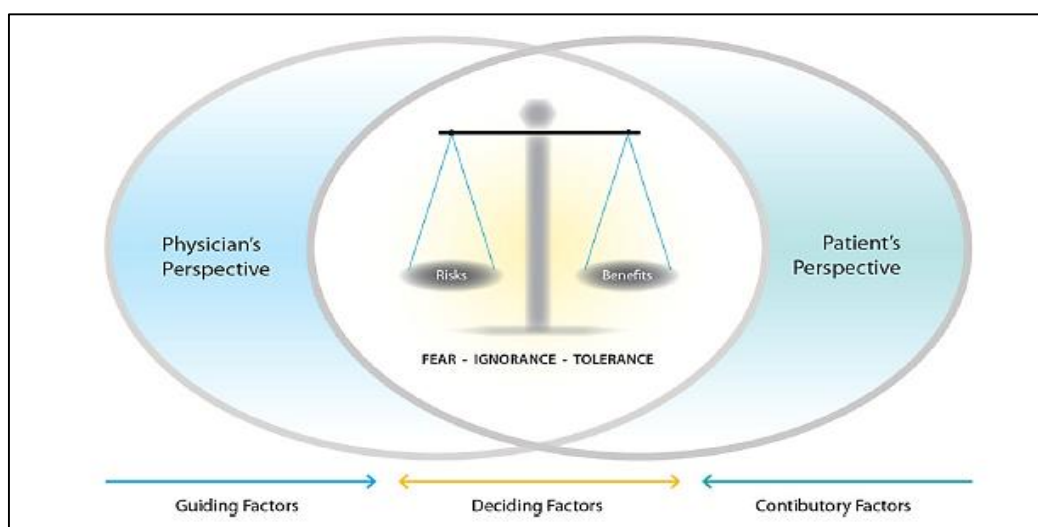 Physician's
Perspective
Risks
Benefits
Patient's
Perspective
FEAR - IGNORANCE - TOLERANCE
Guiding Factors
Deciding Factors
Contibutory Factors